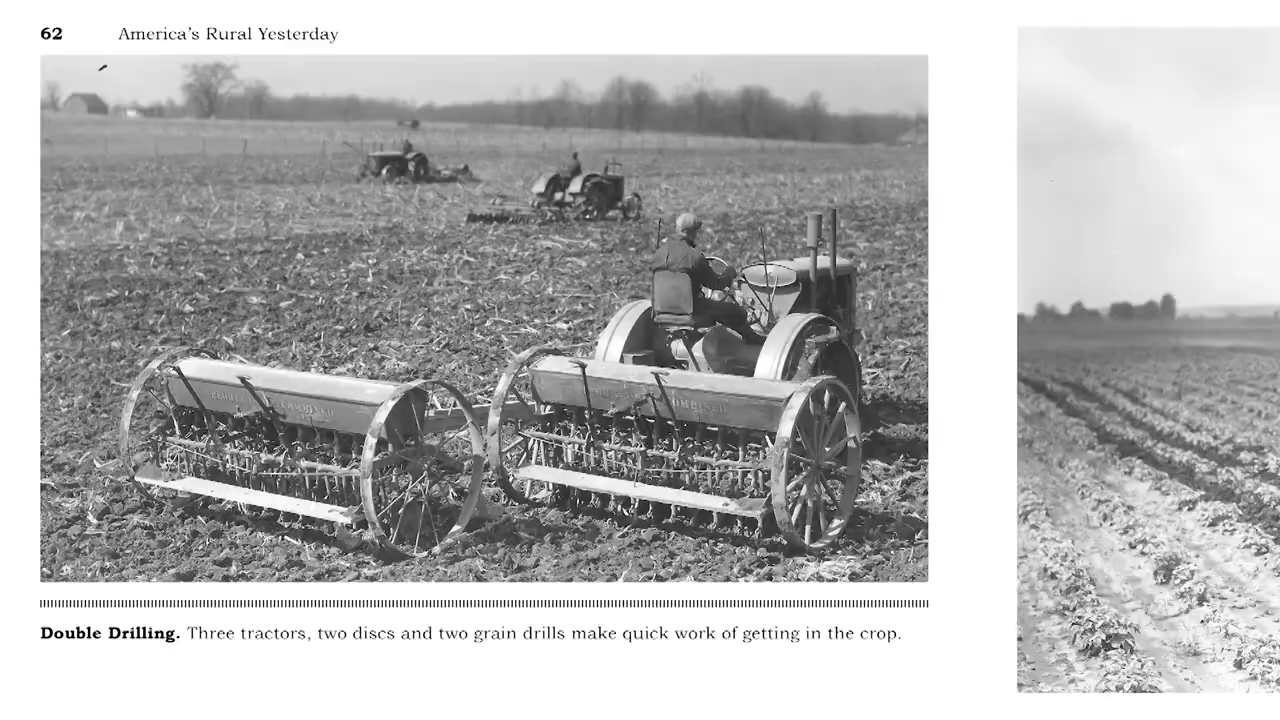 62 America's Rural Yesterday
Double Drilling. Three tractors, two discs and two grain drills make quick work of getting in the crop.